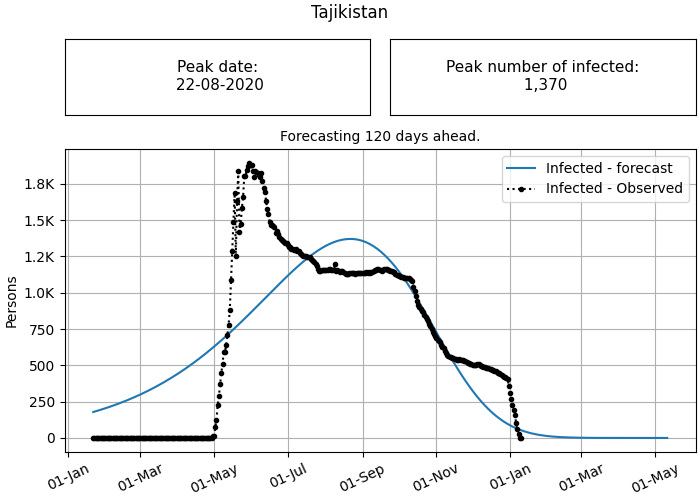 Tajikistan
Peak date:
22-08-2020
Peak number of infected:
1,370
Forecasting 120 days ahead.
Infected - forecast
Infected - Observed
1.8K
1.5K
1.2K
1.0K
750
500
250
0
Persons
01-Jan
01-Mar
01-May
01-Jul
01-Sep
01-Nov
01-Jan
01-Mar
01-May